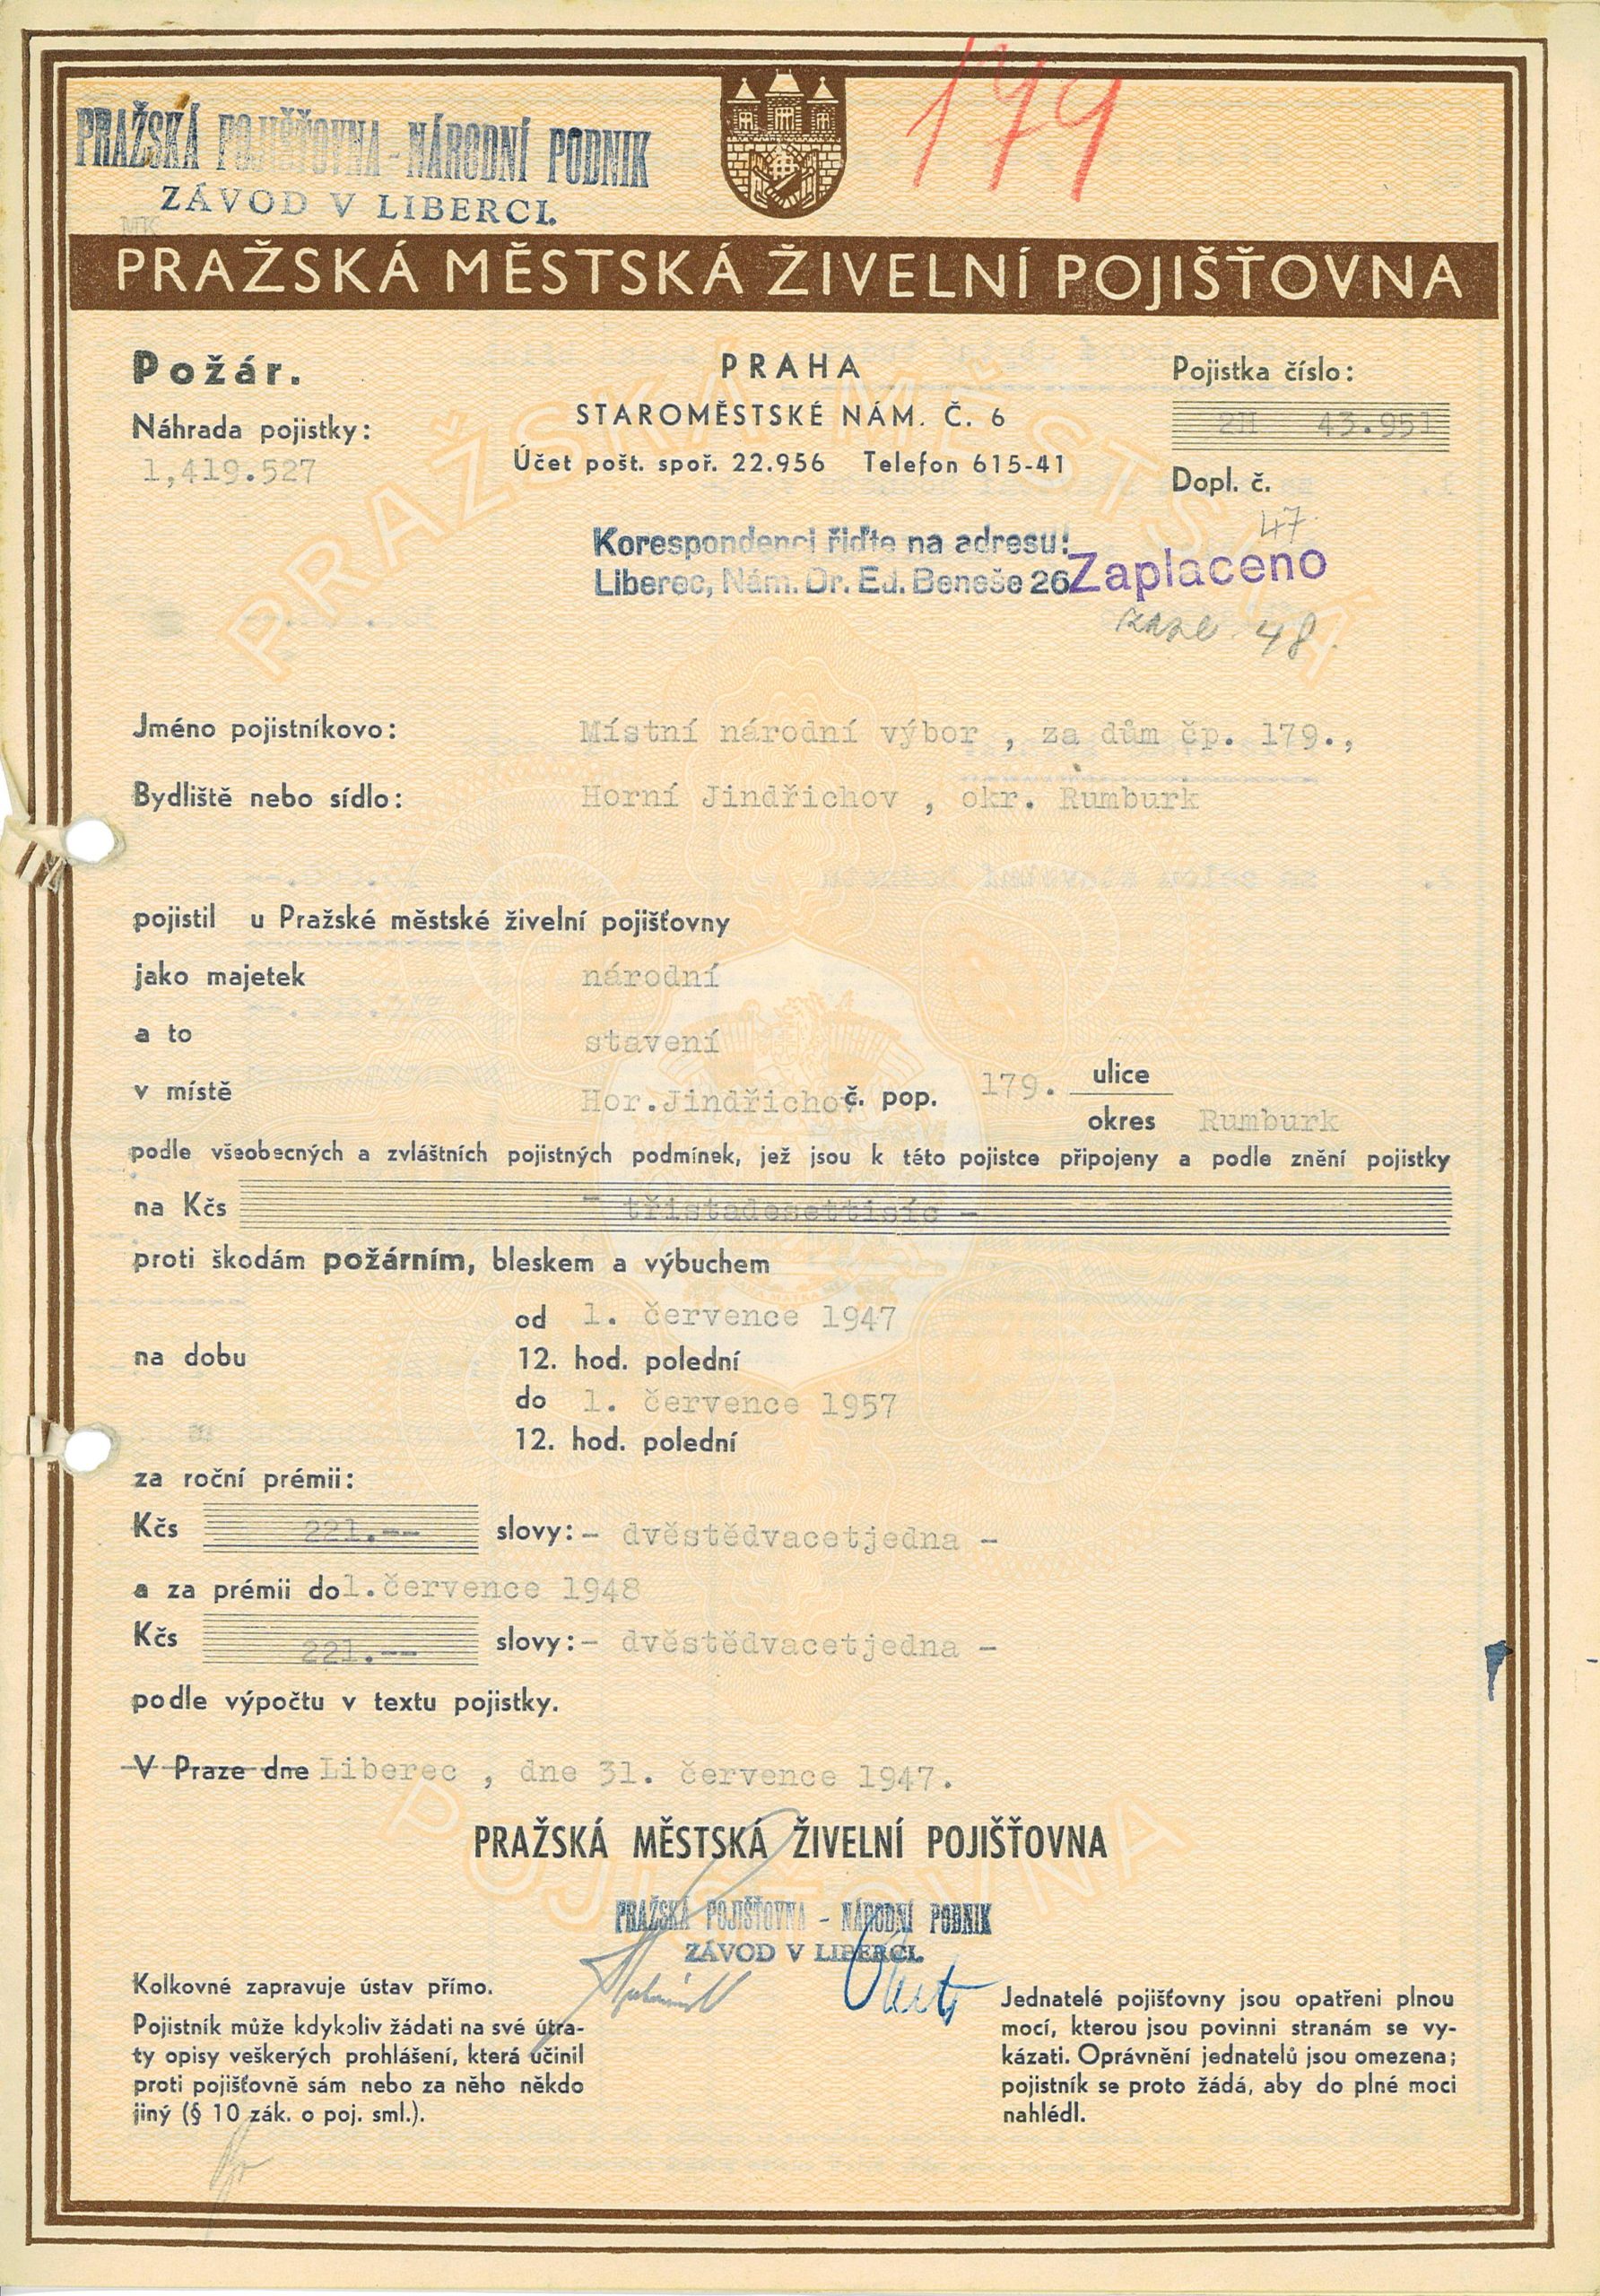 179
PRAŽSKÁ POJIŠŤOVNA - NÁRODNÍ PODNIK
ZÁVOD V LIBERCI.
MK
PRAŽSKÁ MĚSTSKÁ ŽIVELNÍ POJIŠŤOVNA
Požár.
PRAHA
Pojistka číslo:
STAROMĚSTSKÉ NÁM. Č. 6
2H 43.951
Náhrada pojistky:
1,419.527
Účet pošt. spoř. 22.956 Telefon 615-41
Dopl. č.
47
Korespondenci řiďte na adresu!
Liberec, Nám. Dr. Ed. Beneše 26
Zaplaceno
48
PRAŽSKÁ MĚSTSKÁ
Jméno pojistníkovo: Místní národní výbor , za dům čp. 179.,
Bydliště nebo sídlo: Horní Jindřichov , okr. Rumburk
pojistil u Pražské městské živelní pojišťovny
jako majetek národní
a to stavení
v místě Hor.Jindřichov č. pop. 179. ulice
okres Rumburk
podle všeobecných a zvláštních pojistných podmínek, jež jsou k této pojistce připojeny a podle znění pojistky
na Kčs - třistadesettisíc -
proti škodám požárním, bleskem a výbuchem
od 1. července 1947
na dobu 12. hod. polední
do 1. července 1957
12. hod. polední
za roční prémii:
Kčs 221.-- slovy: - dvěstědvacetjedna -
a za prémii do 1. července 1948
Kčs 221.-- slovy: - dvěstědvacetjedna -
podle výpočtu v textu pojistky.
V Praze dne Liberec , dne 31. července 1947.
PRAŽSKÁ MĚSTSKÁ ŽIVELNÍ POJIŠŤOVNA
POJIŠŤOVNA
PRAŽSKÁ POJIŠŤOVNA - NÁRODNÍ PODNIK
ZÁVOD V LIBERCI.
Kolkovné zapravuje ústav přímo.
Pojistník může kdykoliv žádati na své útra-
ty opisy veškerých prohlášení, která učinil
proti pojišťovně sám nebo za něho někdo
jiný (§ 10 zák. o poj. sml.).
Jednatelé pojišťovny jsou opatřeni plnou
mocí, kterou jsou povinni stranám se vy-
kázati. Oprávnění jednatelů jsou omezena;
pojistník se proto žádá, aby do plné moci
nahlédl.